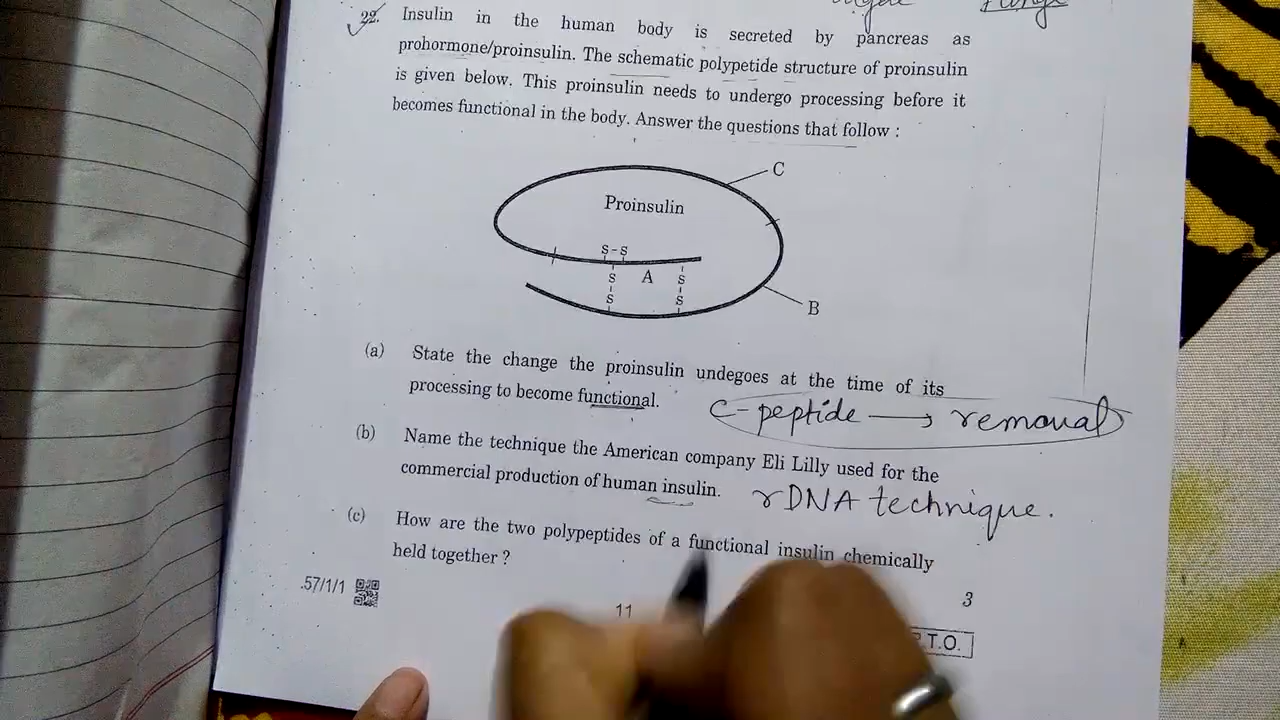 22. Insulin in the human body is secreted by pancreas as
prohormone/proinsulin. The schematic polypetide structure of proinsulin
is given below. This proinsulin needs to undergo processing before it
becomes functional in the body. Answer the questions that follow :
C
Proinsulin
S-S
A
S
S
S
S
B
(a) State the change the proinsulin undegoes at the time of its
processing to become functional.
C-peptide → removal
(b) Name the technique the American company Eli Lilly used for the
commercial production of human insulin.
rDNA technique.
(c) How are the two polypeptides of a functional insulin chemically
held together
3
.57/1/1
11
T.O.